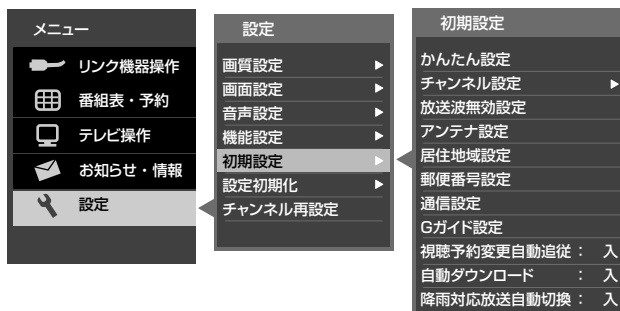 メニュー
リンク機器操作
番組表・予約
テレビ操作
お知らせ・情報
設定
設定
画質設定
画面設定
音声設定
機能設定
初期設定
設定初期化
チャンネル再設定
初期設定
かんたん設定
チャンネル設定
放送波無効設定
アンテナ設定
居住地域設定
郵便番号設定
通信設定
Gガイド設定
視聴予約変更自動追従： 入
自動ダウンロード ： 入
降雨対応放送自動切換： 入